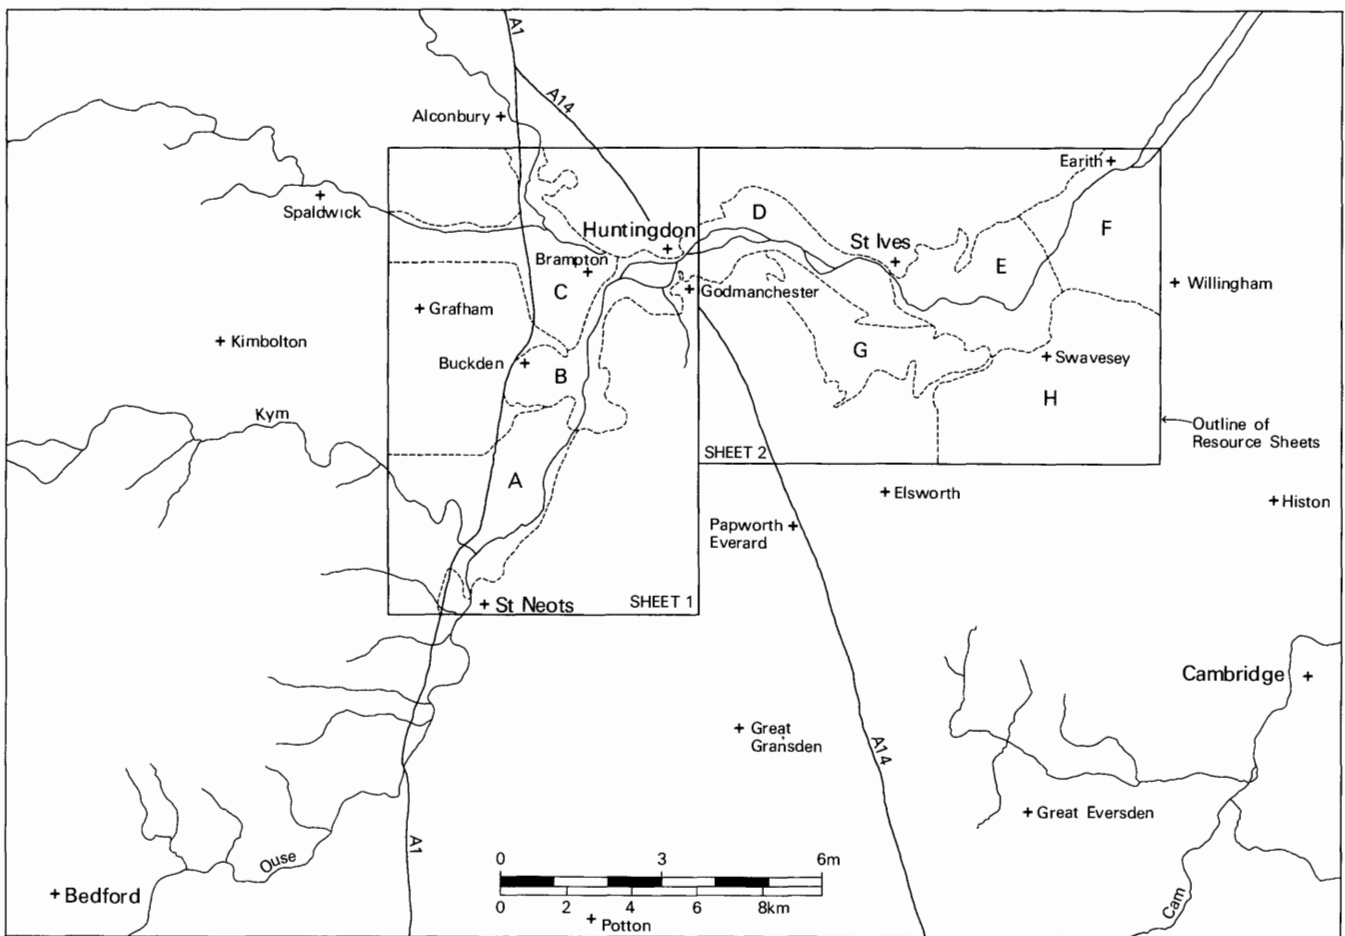 A1
A14
Alconbury
Earith
Spaldwick
D
Huntingdon
St Ives
F
Brampton
E
Willingham
C
Godmanchester
Grafham
Kimbolton
G
Buckden
B
Swavesey
H
Kym
Outline of
Resource Sheets
SHEET 2
A
Elsworth
Histon
Papworth
Everard
St Neots
SHEET 1
Cambridge
Great
Gransden
A14
Great Eversden
A1
Ouse
0 3 6m
Bedford
0 2 4 6 8km
Cam
Potton